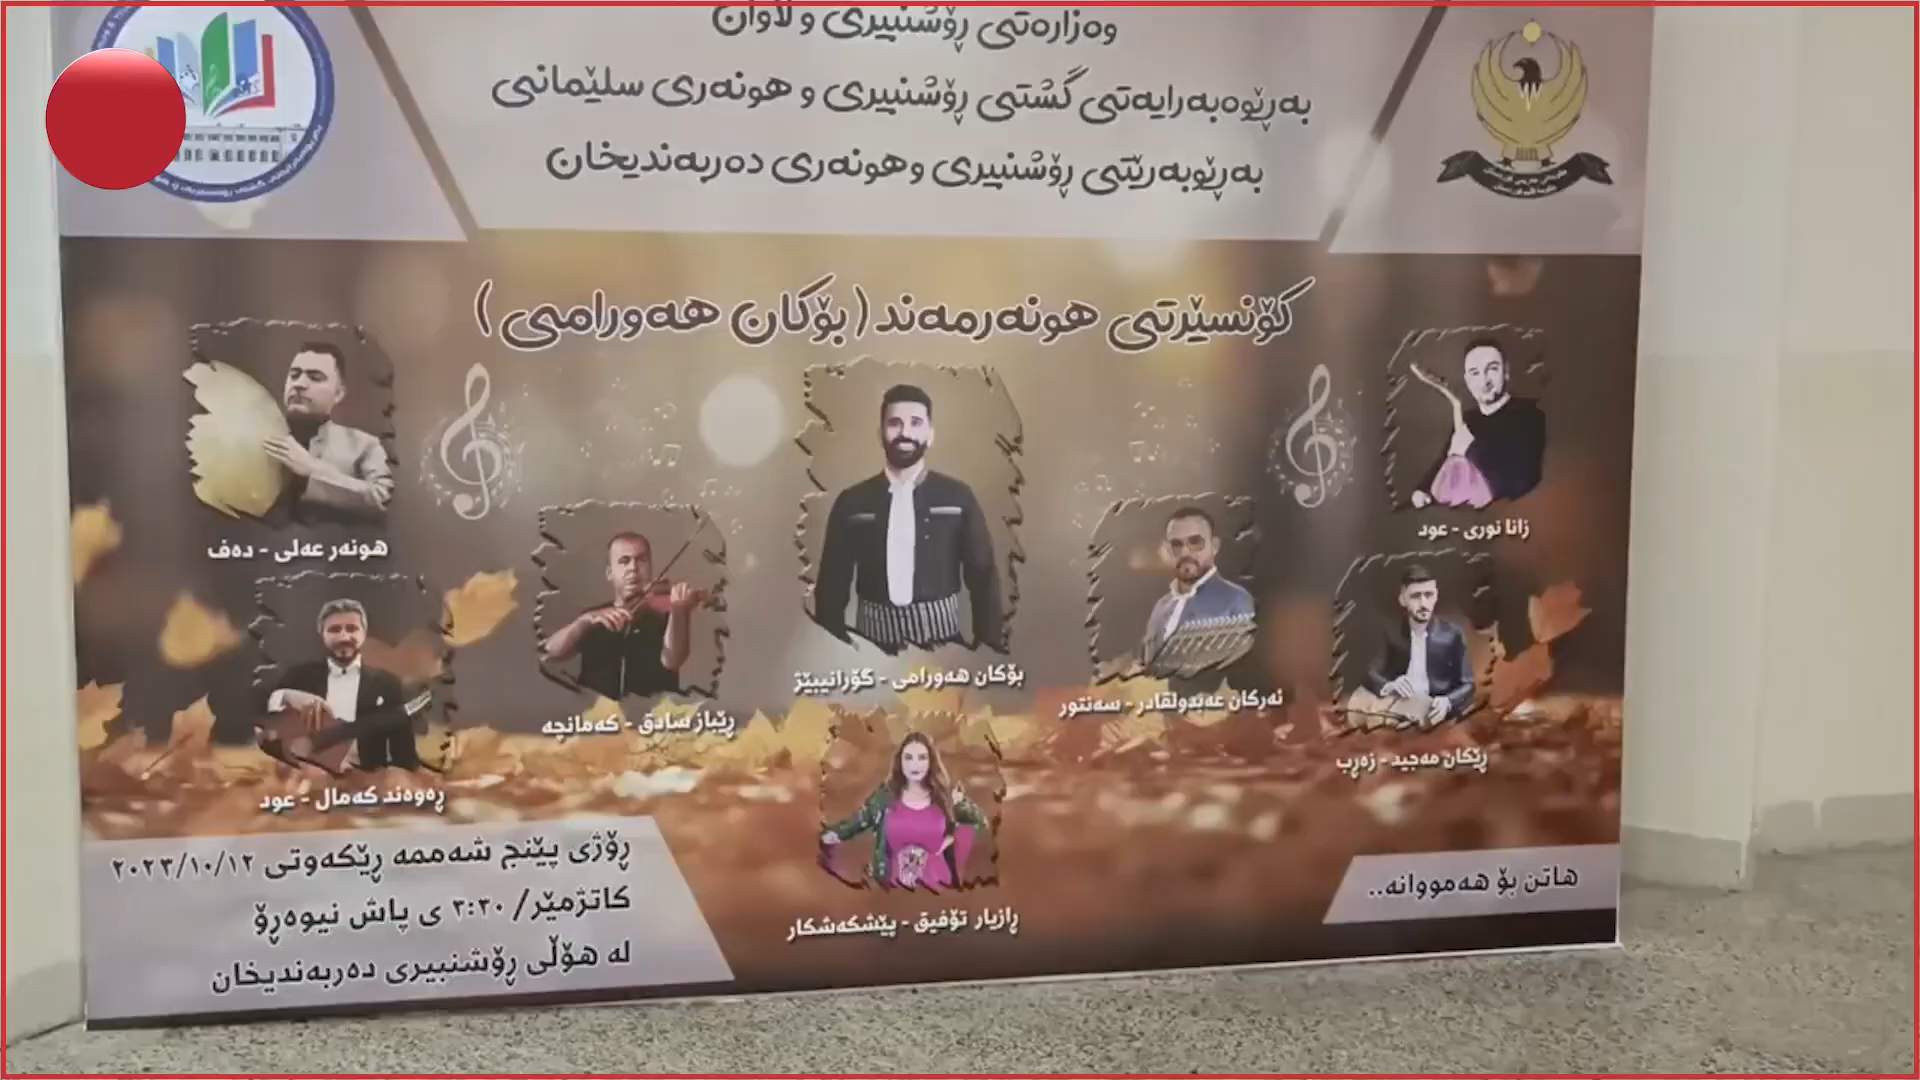 وەزارەتی ڕۆشنبیری و لاوان
بەڕێوەبەرایەتی گشتی ڕۆشنبیری و هونەری سلێمانی
بەڕێوبەرێتی ڕۆشنبیری وهونەری دەربەندیخان
کۆنسێرتی هونەرمەند (بۆکان هەورامی)
زانا نوری - عود
هونەر عەلی - دەف
بۆکان هەورامی - گۆرانیبێژ
ئەرکان عەبدولقادر - سەنتور
ڕێباز سادق - کەمانچە
ڕێکان مەجید - زەڕب
ڕەوەند کەمال - عود
ڕازیار تۆفیق - پێشکەشکار
ڕۆژی پێنج شەممە ڕێکەوتی ٢٠٢٣/١٠/١٢
کاتژمێر/ ٣:٣٠ ی پاش نیوەڕۆ
لە هۆڵی ڕۆشنبیری دەربەندیخان
هاتن بۆ هەمووانە..